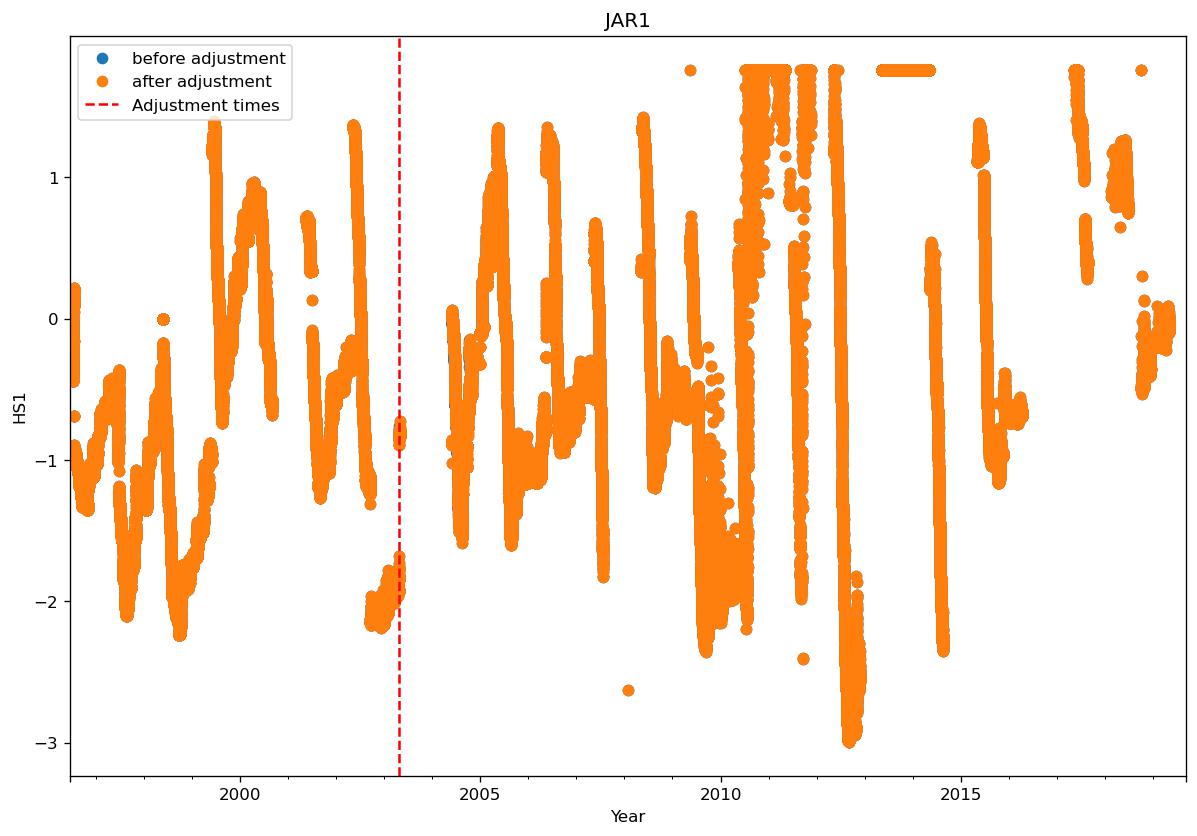 JAR1
before adjustment
after adjustment
Adjustment times
HS1
1
0
−1
−2
−3
2000
2005
2010
2015
Year